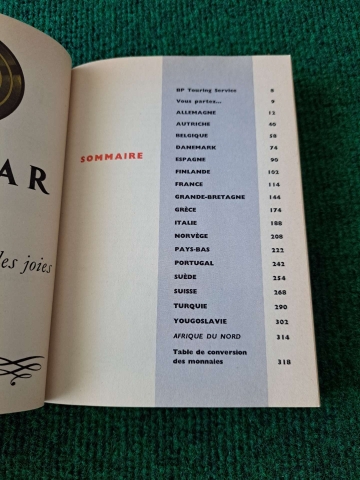 AR
des joies
SOMMAIRE
BP Touring Service 8
Vous partez... 9
ALLEMAGNE 12
AUTRICHE 40
BELGIQUE 58
DANEMARK 74
ESPAGNE 90
FINLANDE 102
FRANCE 114
GRANDE-BRETAGNE 144
GRÈCE 174
ITALIE 188
NORVÈGE 208
PAYS-BAS 222
PORTUGAL 242
SUÈDE 254
SUISSE 268
TURQUIE 290
YOUGOSLAVIE 302
AFRIQUE DU NORD 314
Table de conversion
des monnaies 318